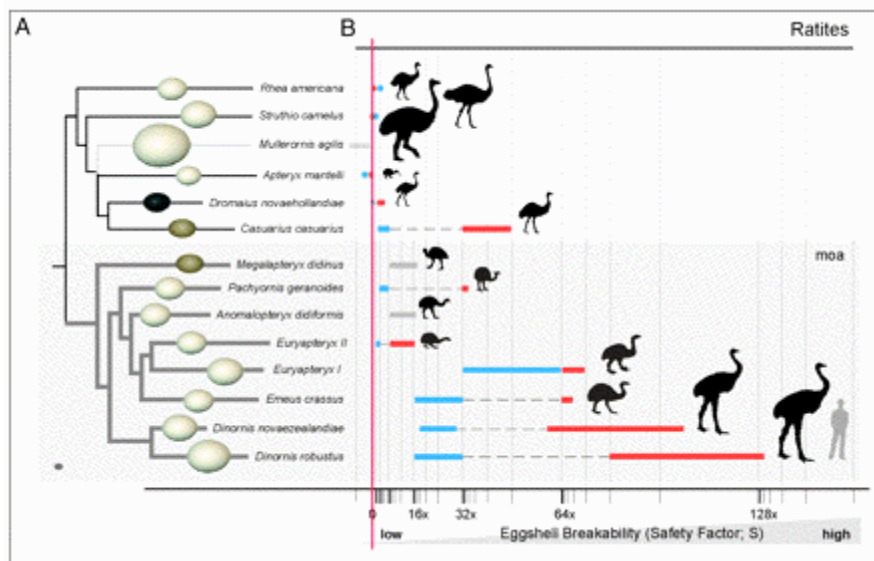 A
B
Ratites
Rhea americana
Struthio camelus
Mullerornis agilis
Apteryx mantelli
Dromaius novaehollandiae
Casuarius casuarius
moa
Megalapteryx didinus
Pachyornis geranoides
Anomalopteryx didiformis
Euryapteryx II
Euryapteryx I
Emeus crassus
Dinornis novaezealandiae
Dinornis robustus
0 16x 32x 64x 128x
low Eggshell Breakability (Safety Factor; S) high